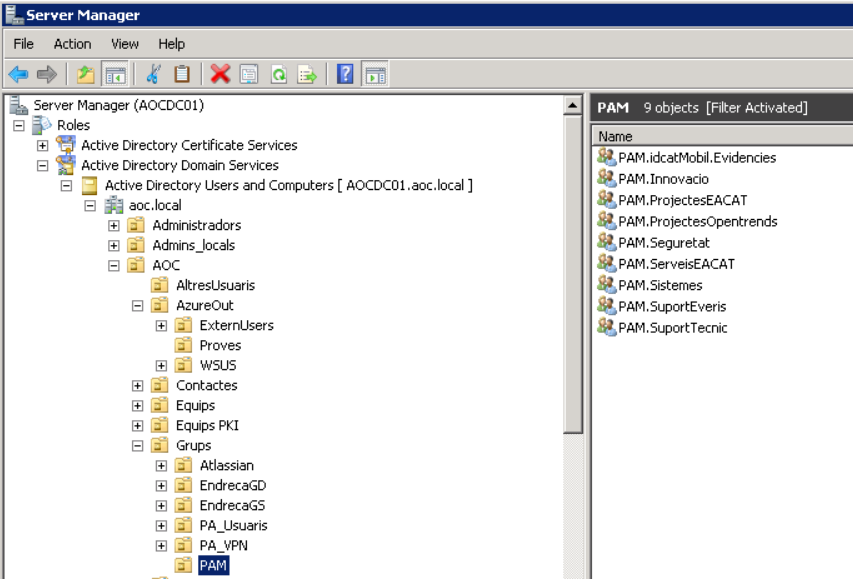 Server Manager
File Action View Help
Server Manager (AOCDC01)
Roles
Active Directory Certificate Services
Active Directory Domain Services
Active Directory Users and Computers [ AOCDC01.aoc.local ]
aoc.local
Administradors
Admins_locals
AOC
AltresUsuaris
AzureOut
ExternUsers
Proves
WSUS
Contactes
Equips
Equips PKI
Grups
Atlassian
EndrecaGD
EndrecaGS
PA_Usuaris
PA_VPN
PAM
PAM 9 objects [Filter Activated]
Name
PAM.idcatMobil.Evidencies
PAM.Innovacio
PAM.ProjectesEACAT
PAM.ProjectesOpentrends
PAM.Seguretat
PAM.ServeisEACAT
PAM.Sistemes
PAM.SuportEveris
PAM.SuportTecnic